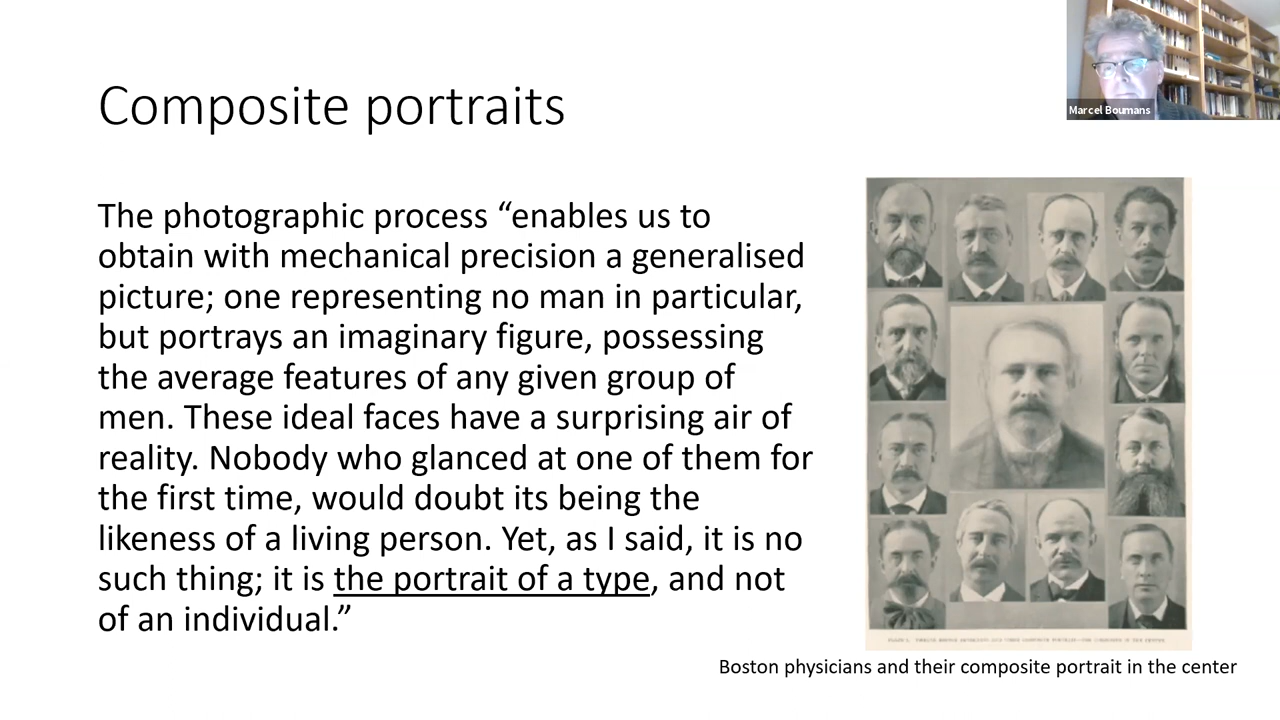 Composite portraits
Marcel Boumans
The photographic process “enables us to
obtain with mechanical precision a generalised
picture; one representing no man in particular,
but portrays an imaginary figure, possessing
the average features of any given group of
men. These ideal faces have a surprising air of
reality. Nobody who glanced at one of them for
the first time, would doubt its being the
likeness of a living person. Yet, as I said, it is no
such thing; it is the portrait of a type, and not
of an individual.”
Boston physicians and their composite portrait in the center